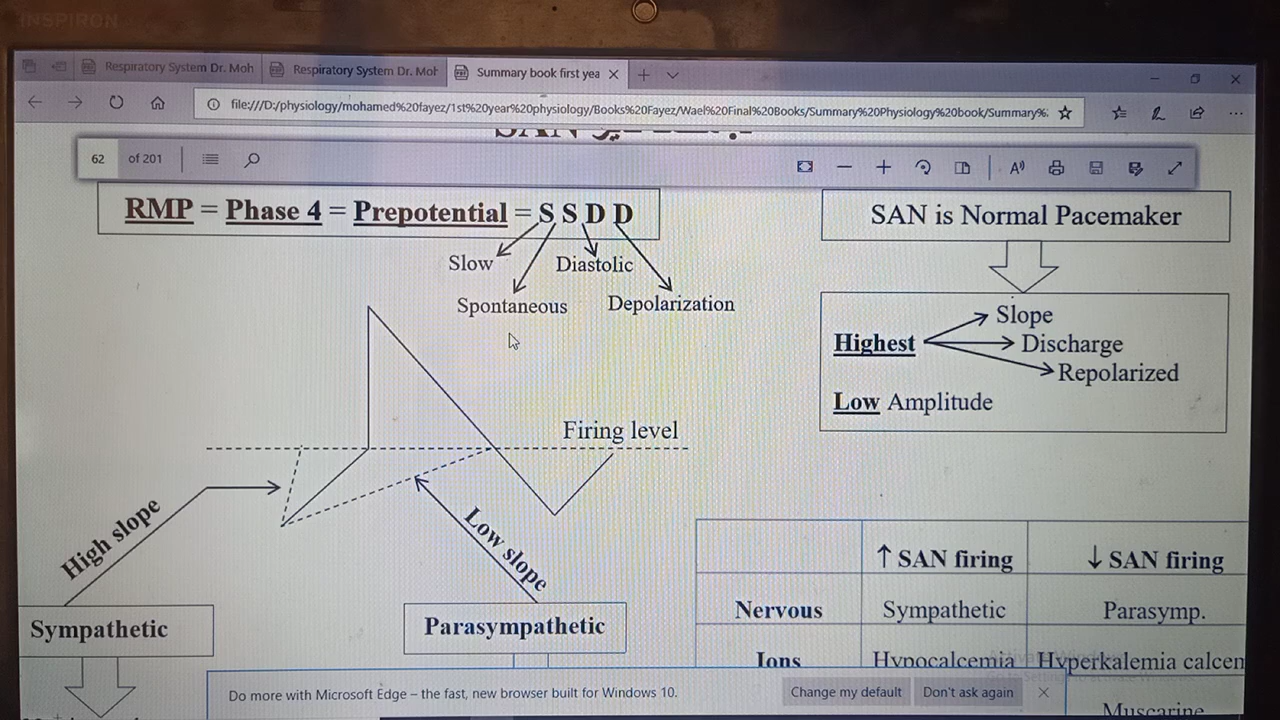 INSPIRON
Respiratory System Dr. Moh
Respiratory System Dr. Moh
Summary book first yea
file:///D:/physiology/mohamed%20fayez/1st%20year%20physiology/Books%20Fayez/Wael%20Final%20Books/Summary%20Physiology%20book/Summary%
SAN
62 of 201
RMP = Phase 4 = Prepotential = S S D D
Slow
Diastolic
Spontaneous
Depolarization
SAN is Normal Pacemaker
Highest
Slope
Discharge
Repolarized
Low Amplitude
Firing level
High slope
Low slope
Sympathetic
Parasympathetic
↑ SAN firing
↓ SAN firing
Nervous
Sympathetic
Parasymp.
Ions
Hypocalcemia
Hyperkalemia calcem
Muscarine
Do more with Microsoft Edge – the fast, new browser built for Windows 10.
Change my default
Don't ask again